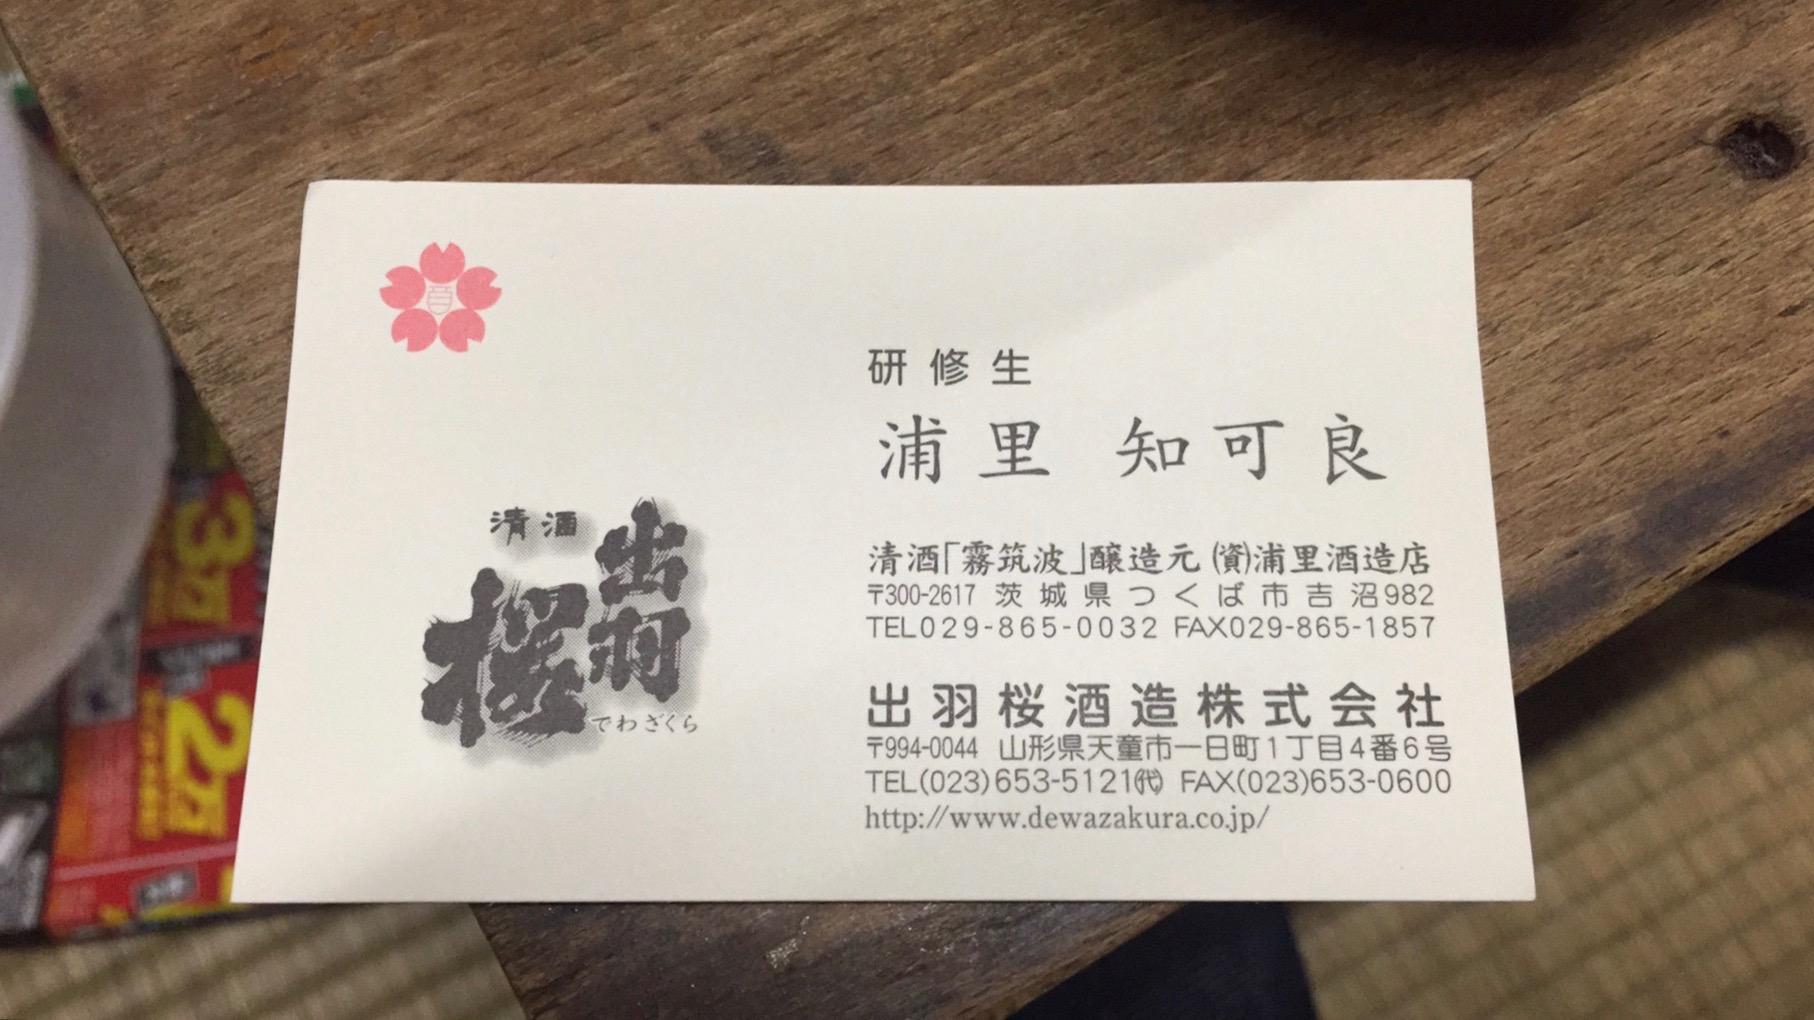 研修生
浦里 知可良
清酒
出羽
桜
でわざくら
清酒「霧筑波」醸造元 ㈾浦里酒造店
〒300-2617 茨城県つくば市吉沼982
TEL029-865-0032 FAX029-865-1857
出羽桜酒造株式会社
〒994-0044 山形県天童市一日町1丁目4番6号
TEL(023)653-5121㈹ FAX(023)653-0600
http://www.dewazakura.co.jp/
3万
2万